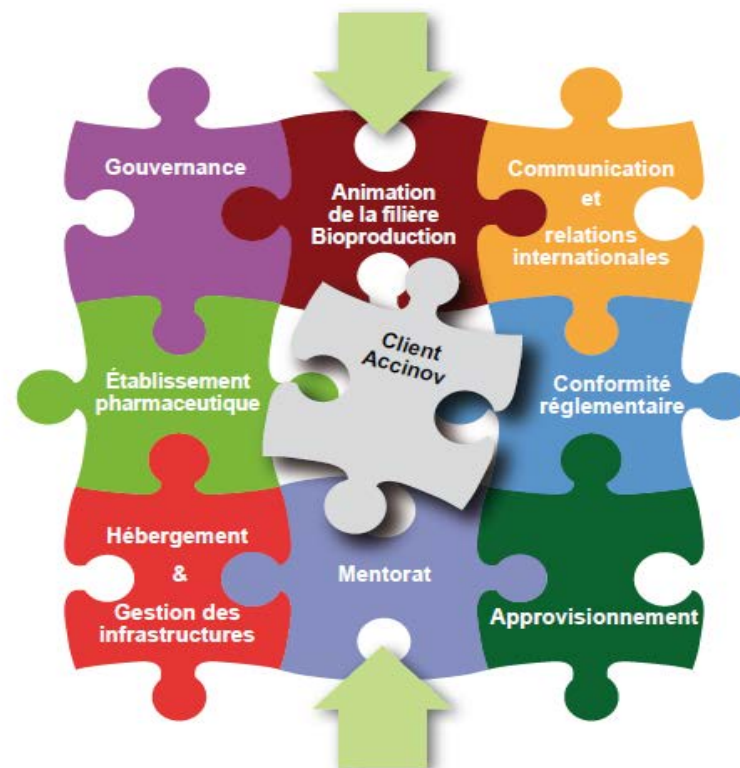 Gouvernance
Animation
de la filière
Bioproduction
Communication
et
relations
internationales
Établissement
pharmaceutique
Client
Accinov
Conformité
réglementaire
Hébergement
&
Gestion des
infrastructures
Mentorat
Approvisionnement